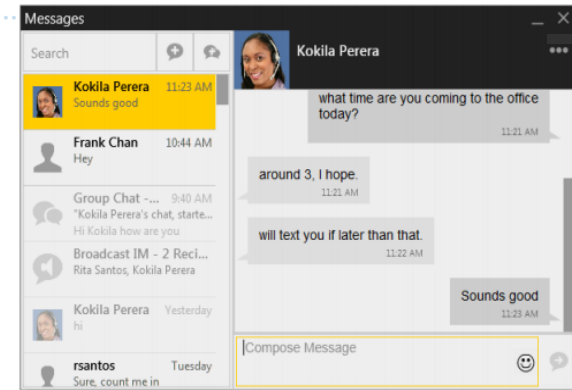 Messages
Search
Kokila Perera 11:23 AM
Sounds good
Frank Chan 10:44 AM
Hey
Group Chat -... 9:40 AM
"Kokila Perera's chat, starte...
Hi Kokila how are you
Broadcast IM - 2 Reci...
Rita Santos, Kokila Perera
Kokila Perera Yesterday
hi
rsantos Tuesday
Sure, count me in
Kokila Perera
what time are you coming to the office
today?
11:21 AM
around 3, I hope.
11:21 AM
will text you if later than that.
11:22 AM
Sounds good
11:23 AM
Compose Message